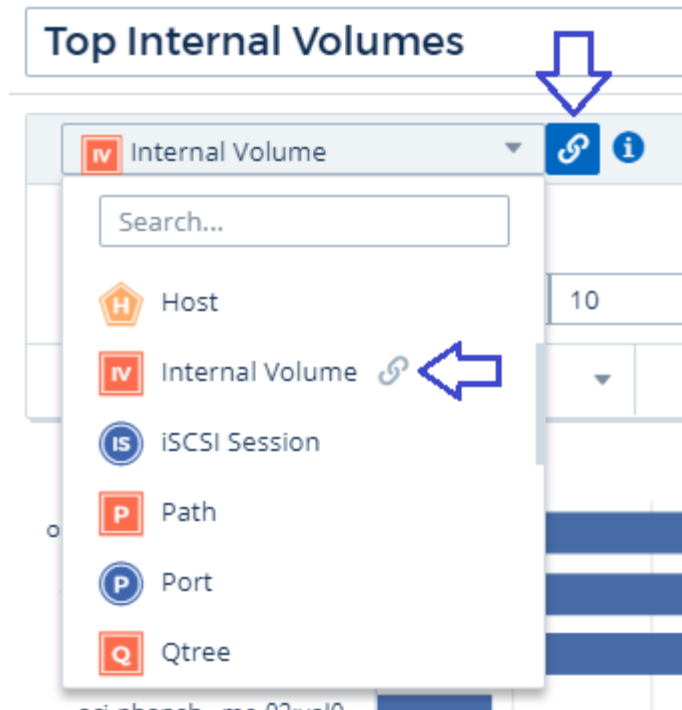 Top Internal Volumes
IV Internal Volume
i
Search...
H Host
10
IV Internal Volume
IS iSCSI Session
P Path
o
P Port
Q Qtree